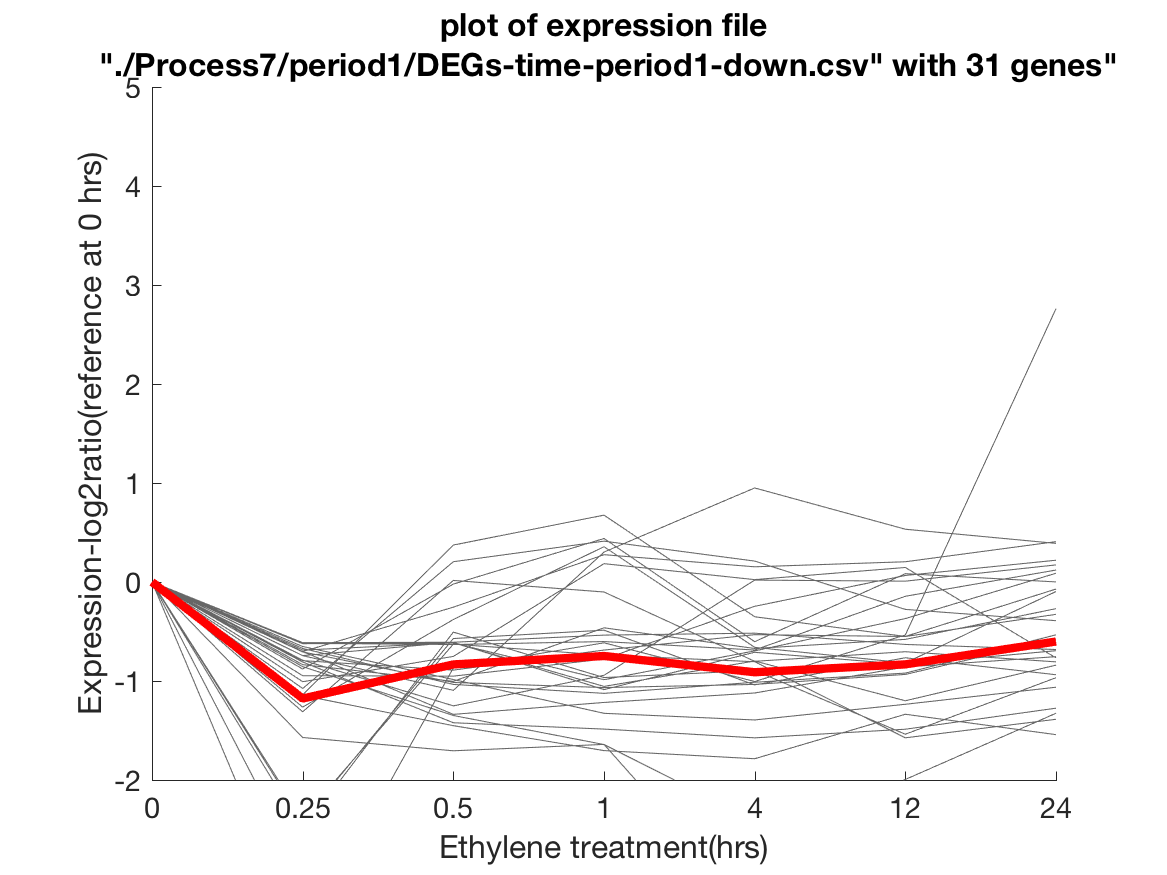 plot of expression file
"./Process7/period1/DEGs-time-period1-down.csv" with 31 genes"
Expression-log2ratio(reference at 0 hrs)
5
4
3
2
1
0
-1
-2
0 0.25 0.5 1 4 12 24
Ethylene treatment(hrs)